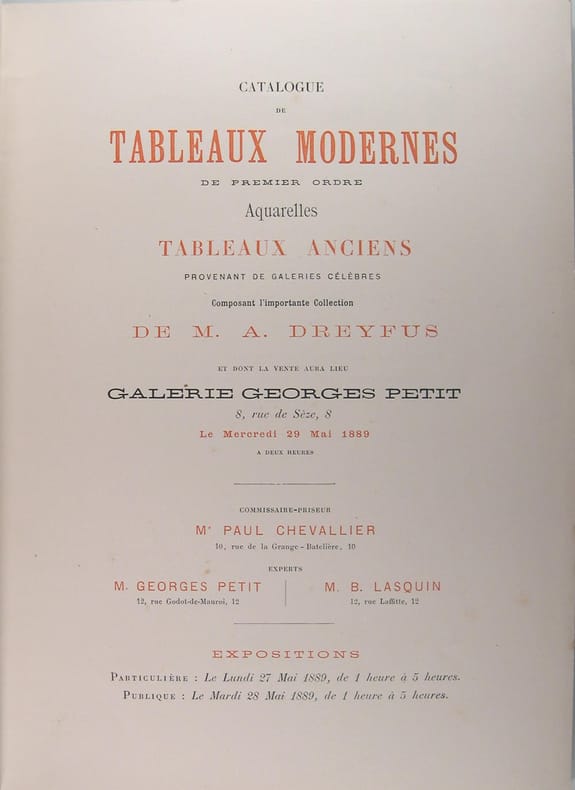 CATALOGUE
DE
TABLEAUX MODERNES
DE PREMIER ORDRE
Aquarelles
TABLEAUX ANCIENS
PROVENANT DE GALERIES CÉLÈBRES
Composant l'importante Collection
DE M. A. DREYFUS
ET DONT LA VENTE AURA LIEU
GALERIE GEORGES PETIT
8, rue de Sèze, 8
Le Mercredi 29 Mai 1889
A DEUX HEURES
COMMISSAIRE-PRISEUR
Me PAUL CHEVALLIER
10, rue de la Grange-Batelière, 10
EXPERTS
M. GEORGES PETIT
12, rue Godot-de-Mauroi, 12
M. B. LASQUIN
12, rue Laffitte, 12
EXPOSITIONS
PARTICULIÈRE : Le Lundi 27 Mai 1889, de 1 heure à 5 heures.
PUBLIQUE : Le Mardi 28 Mai 1889, de 1 heure à 5 heures.